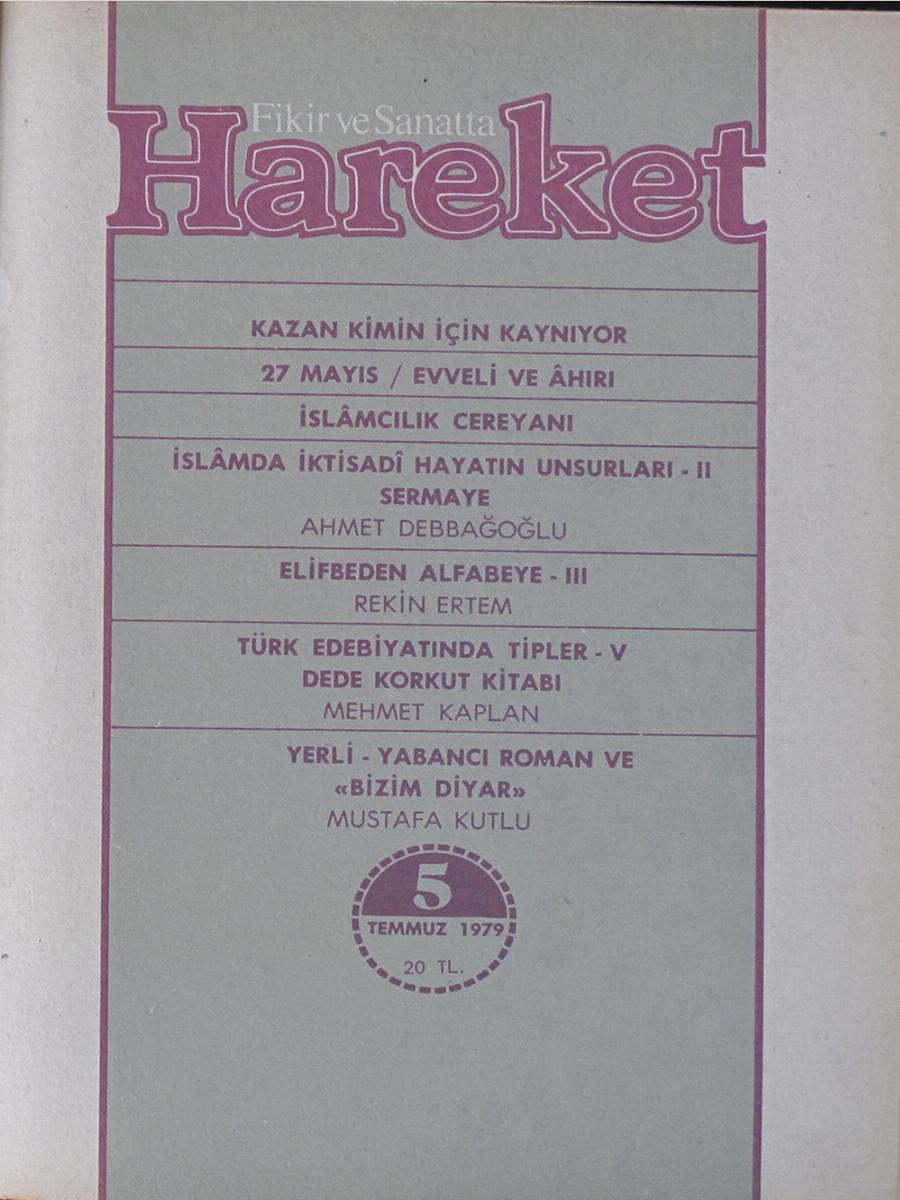 Fikir ve Sanatta
Hareket
KAZAN KİMİN İÇİN KAYNIYOR
27 MAYIS / EVVELİ VE ÂHIRI
İSLÂMCILIK CEREYANI
İSLÂMDA İKTİSADÎ HAYATIN UNSURLARI - II
SERMAYE
AHMET DEBBAĞOĞLU
ELİFBEDEN ALFABEYE - III
REKİN ERTEM
TÜRK EDEBİYATINDA TİPLER - V
DEDE KORKUT KİTABI
MEHMET KAPLAN
YERLİ - YABANCI ROMAN VE
«BİZİM DİYAR»
MUSTAFA KUTLU
5
TEMMUZ 1979
20 TL.